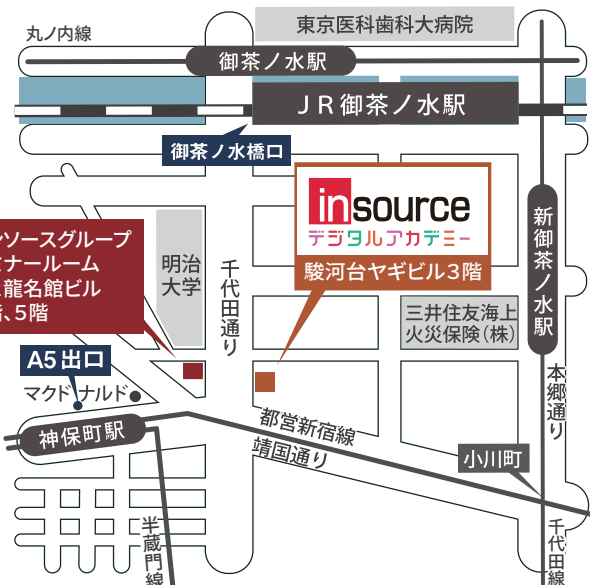 東京医科歯科大病院
丸ノ内線
御茶ノ水駅
JR御茶ノ水駅
御茶ノ水橋口
insource
デジタルアカデミー
駿河台ヤギビル3階
ンソースグループ
ミナールーム
龍名館ビル
、5階
明治
大学
千代田通り
新御茶ノ水駅
三井住友海上
火災保険(株)
A5出口
マクドナルド
神保町駅
都営新宿線
靖国通り
本郷通り
小川町
半蔵門線
千代田線